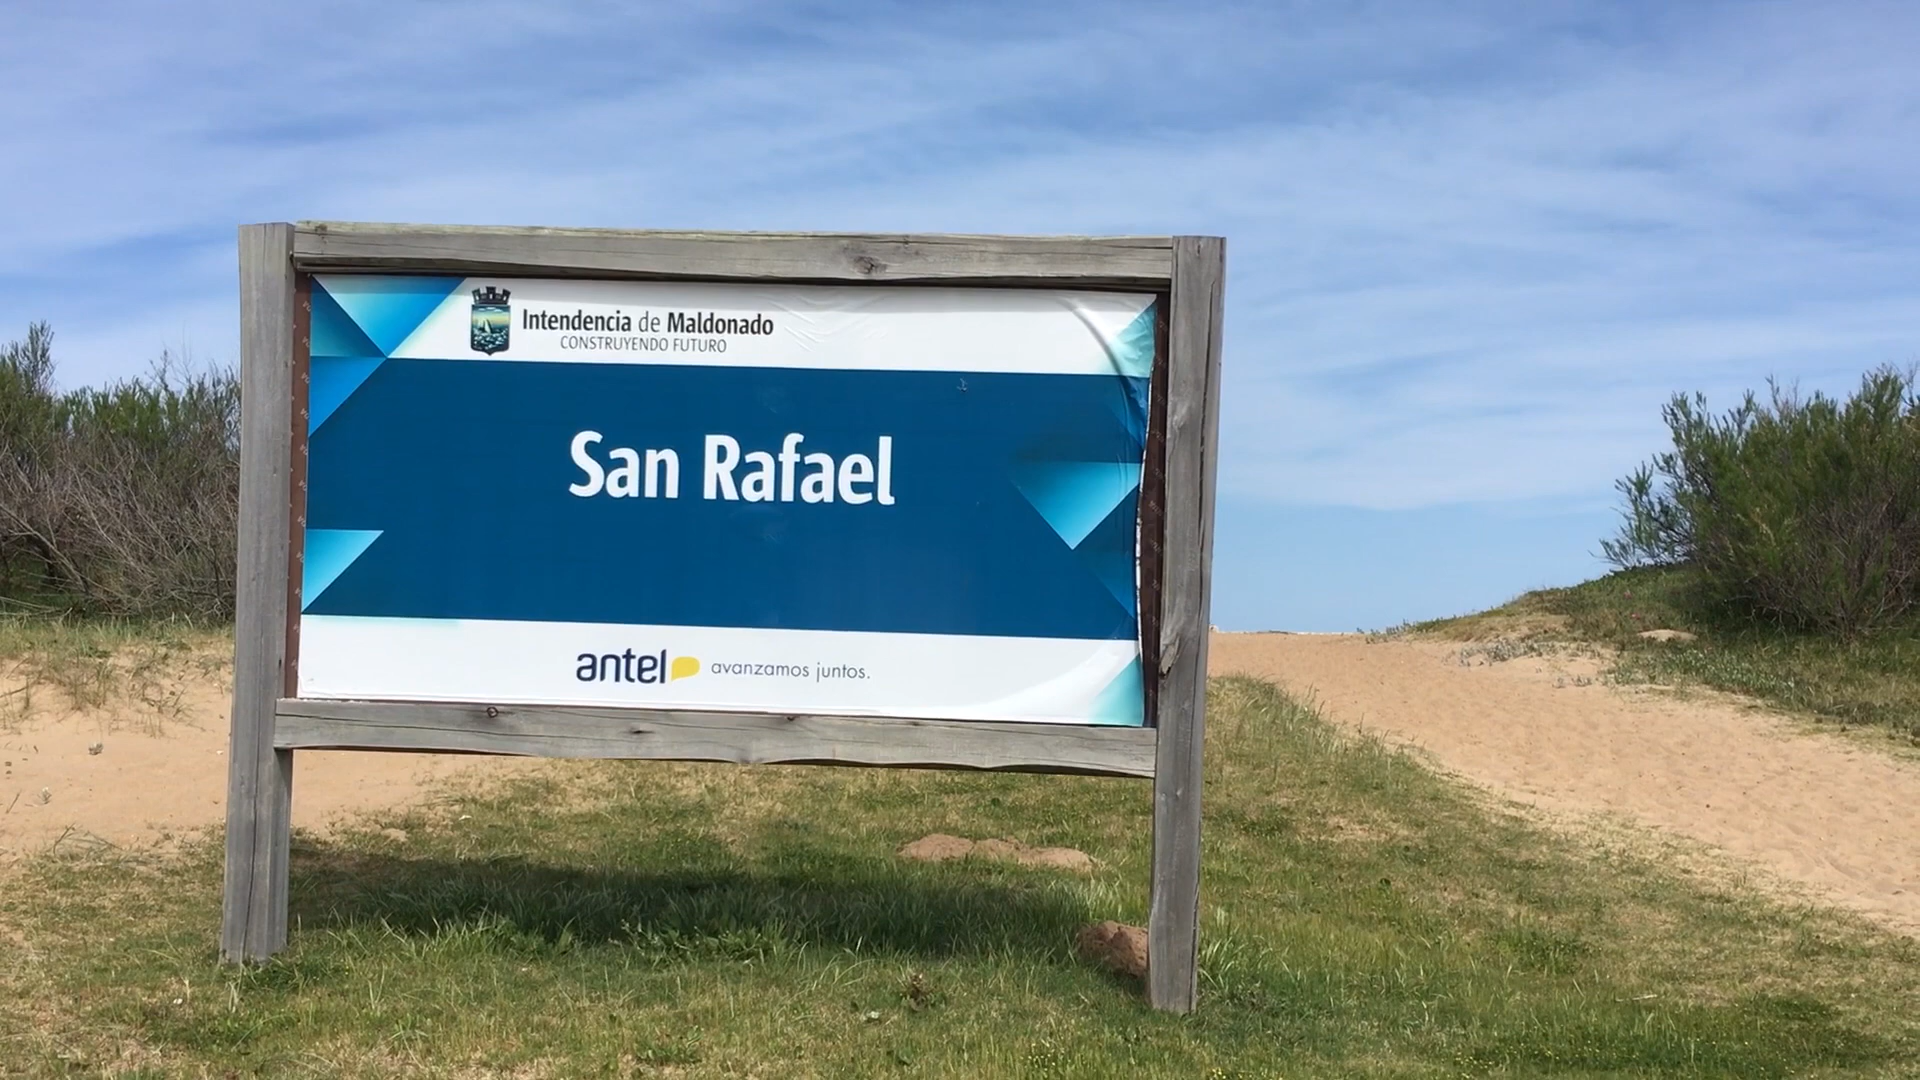 Intendencia de Maldonado
CONSTRUYENDO FUTURO
San Rafael
antel avanzamos juntos.